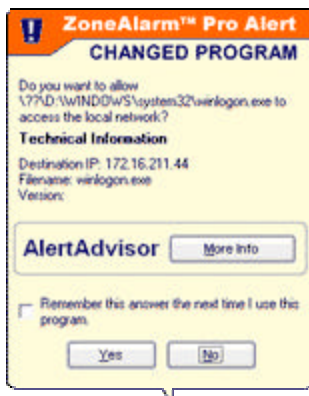 ZoneAlarm™ Pro Alert
CHANGED PROGRAM
Do you want to allow
\??\D:\WINDOWS\system32\winlogon.exe to
access the local network?
Technical Information
Destination IP: 172.16.211.44
Filename: winlogon.exe
Version:
AlertAdvisor
More Info
Remember this answer the next time I use this
program.
Yes
No